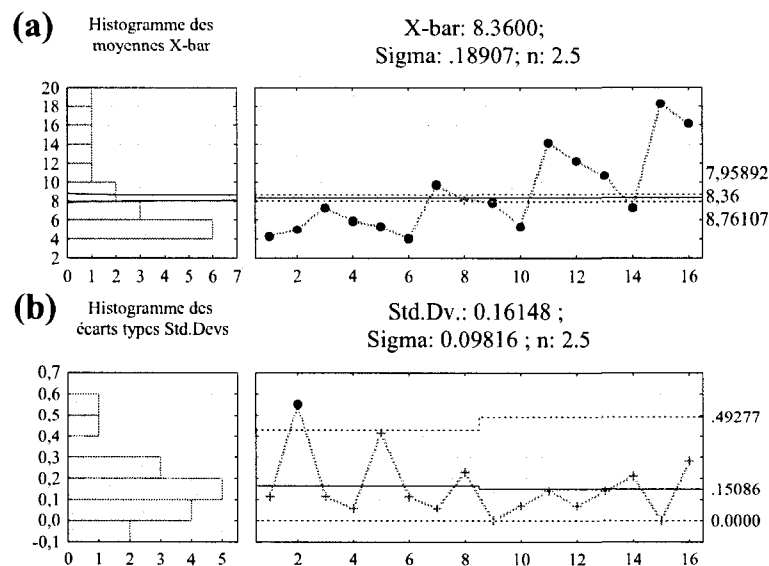 (a)
Histogramme des
moyennes X-bar
X-bar: 8.3600;
Sigma: .18907; n: 2.5
20
18
16
14
12
10
8
6
4
2
0 1 2 3 4 5 6 7
2 4 6 8 10 12 14 16
7,95892
8,36
8,76107
(b)
Histogramme des
écarts types Std.Devs
Std.Dv.: 0.16148 ;
Sigma: 0.09816 ; n: 2.5
0,7
0,6
0,5
0,4
0,3
0,2
0,1
0,0
-0,1
0 1 2 3 4 5
2 4 6 8 10 12 14 16
.49277
.15086
0.0000